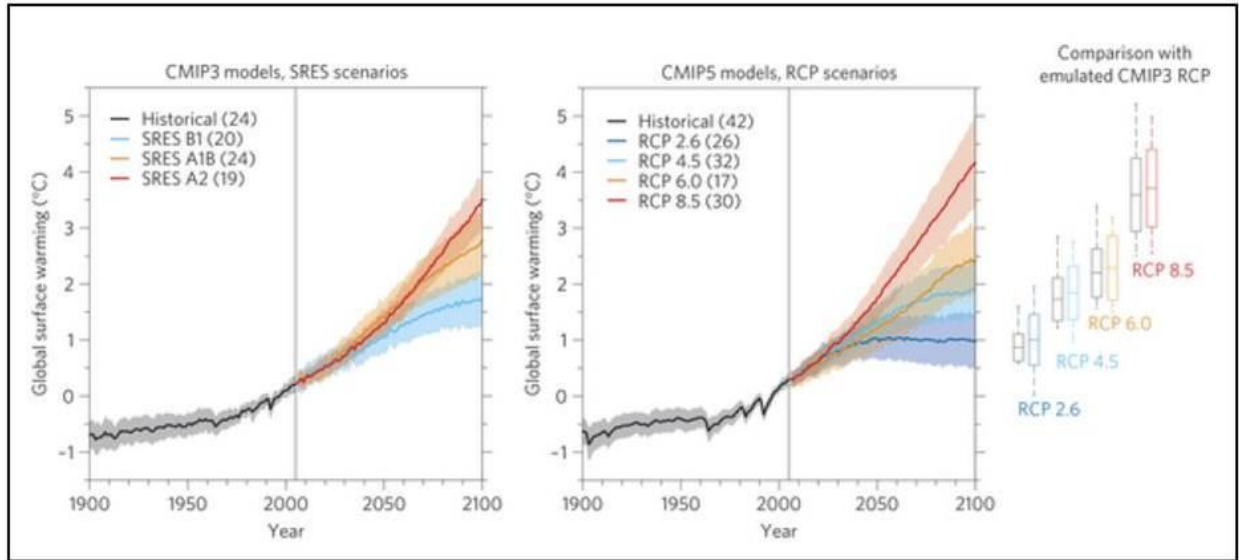 CMIP3 models, SRES scenarios
Global surface warming (°C)
5
4
3
2
1
0
–1
Historical (24)
SRES B1 (20)
SRES A1B (24)
SRES A2 (19)
1900
1950
2000
2050
2100
Year
CMIP5 models, RCP scenarios
Global surface warming (°C)
5
4
3
2
1
0
–1
Historical (42)
RCP 2.6 (26)
RCP 4.5 (32)
RCP 6.0 (17)
RCP 8.5 (30)
1900
1950
2000
2050
2100
Year
Comparison with
emulated CMIP3 RCP
RCP 8.5
RCP 6.0
RCP 4.5
RCP 2.6